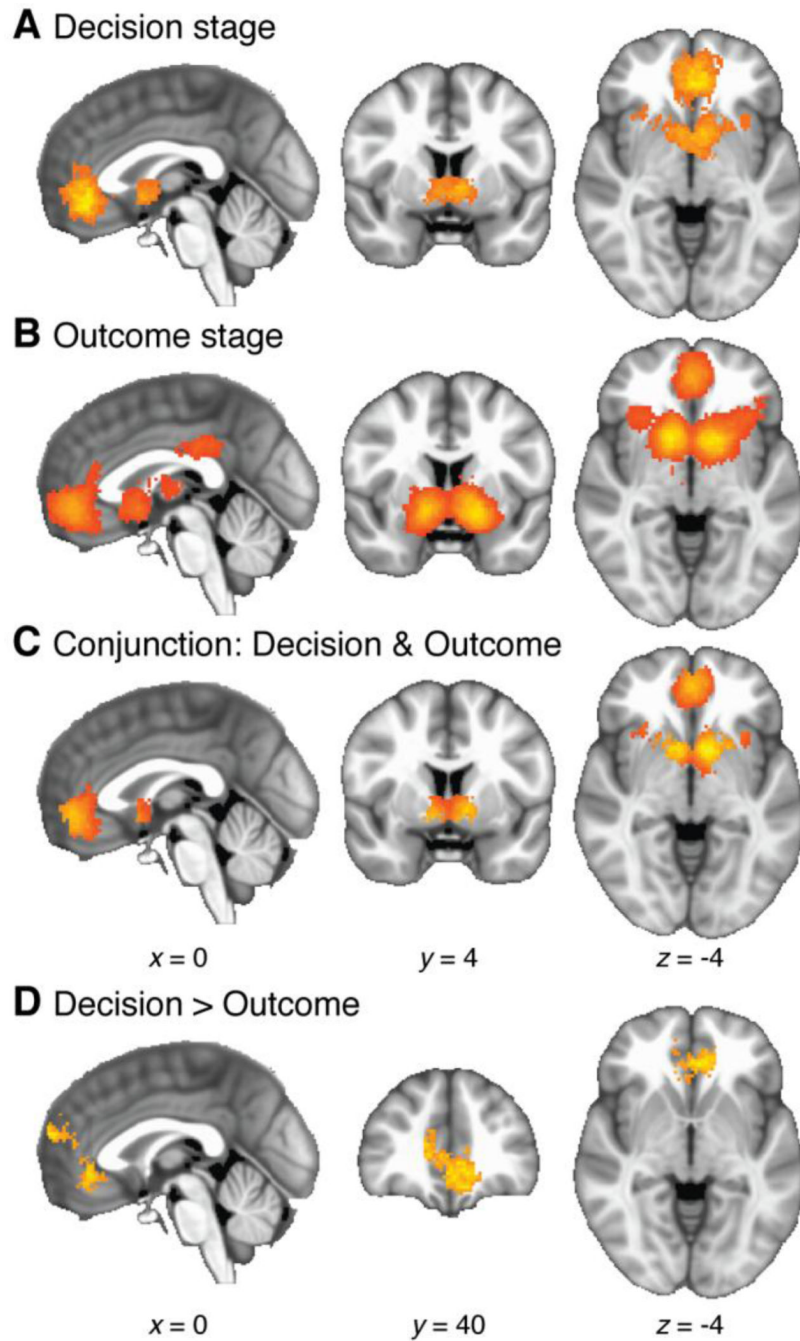 A Decision stage
B Outcome stage
C Conjunction: Decision & Outcome
x = 0 y = 4 z = -4
D Decision > Outcome
x = 0 y = 40 z = -4